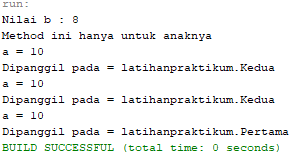 run:
Nilai b : 8
Method ini hanya untuk anaknya
a = 10
Dipanggil pada = latihanpraktikum.Kedua
a = 10
Dipanggil pada = latihanpraktikum.Kedua
a = 10
Dipanggil pada = latihanpraktikum.Pertama
BUILD SUCCESSFUL (total time: 0 seconds)